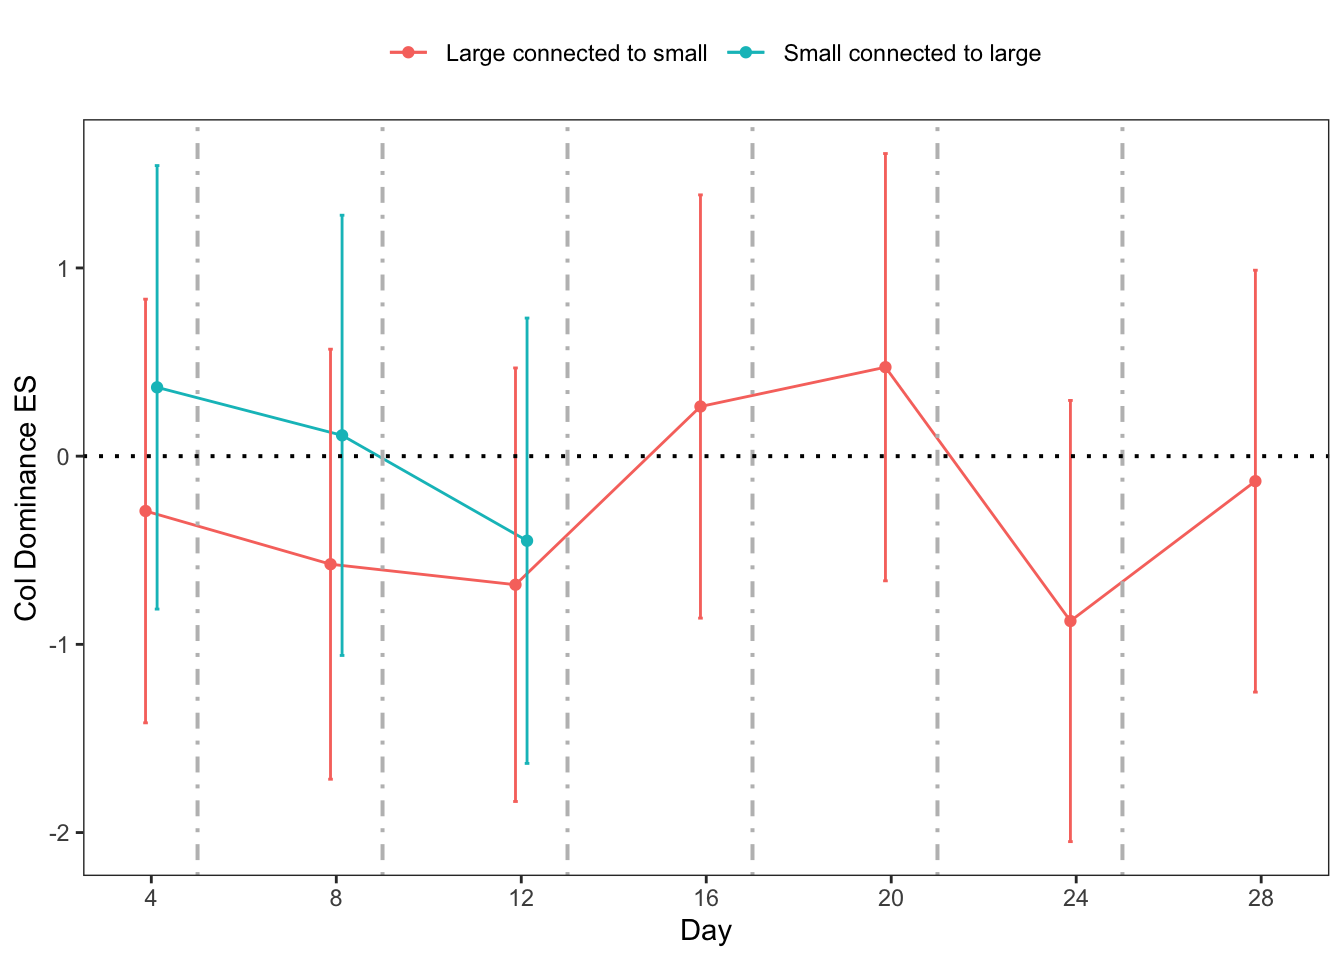 Large connected to small Small connected to large
Col Dominance ES
1
0
-1
-2
4 8 12 16 20 24 28
Day